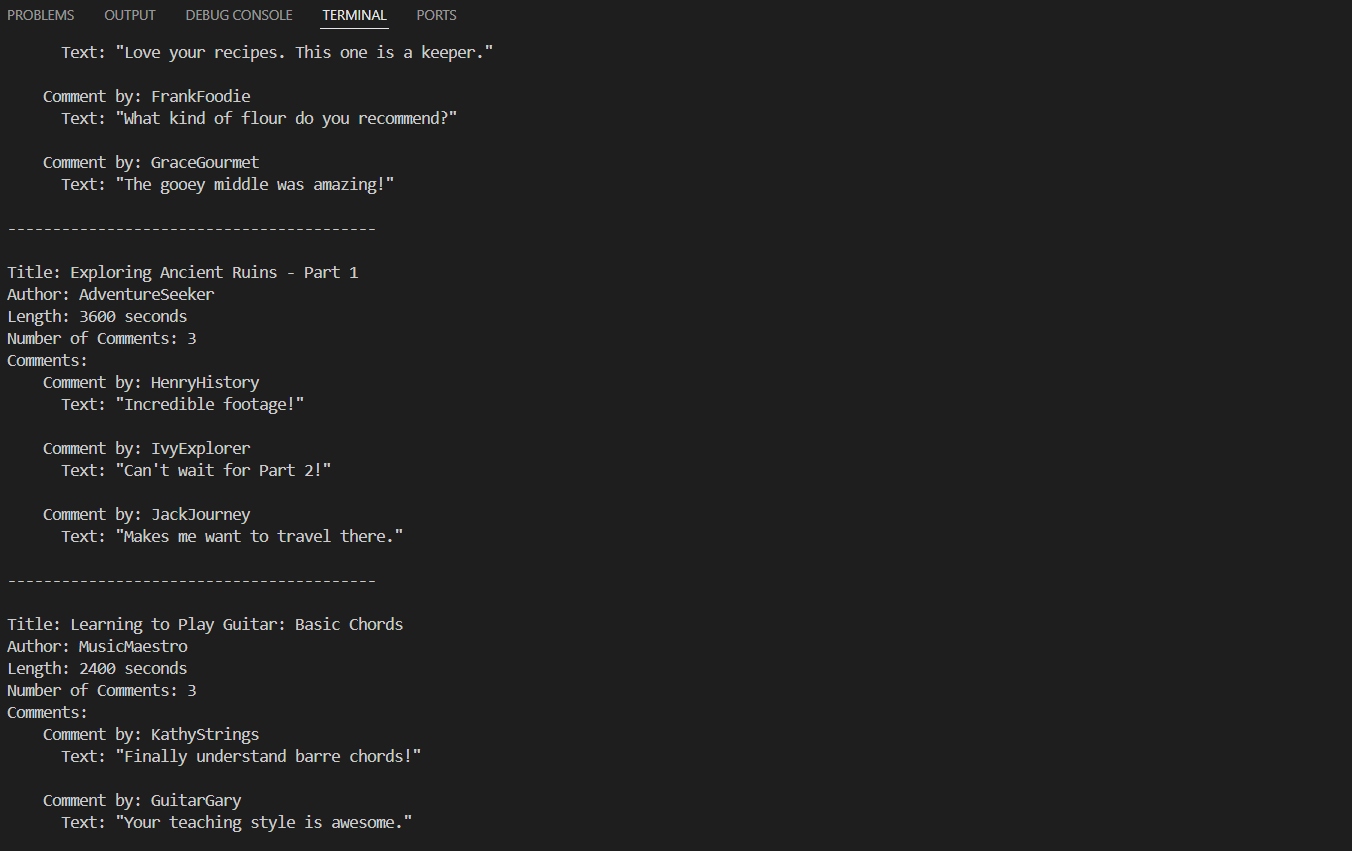 PROBLEMS OUTPUT DEBUG CONSOLE TERMINAL PORTS
Text: "Love your recipes. This one is a keeper."
Comment by: FrankFoodie
Text: "What kind of flour do you recommend?"
Comment by: GraceGourmet
Text: "The gooey middle was amazing!"
-----------------------------------------
Title: Exploring Ancient Ruins - Part 1
Author: AdventureSeeker
Length: 3600 seconds
Number of Comments: 3
Comments:
Comment by: HenryHistory
Text: "Incredible footage!"
Comment by: IvyExplorer
Text: "Can't wait for Part 2!"
Comment by: JackJourney
Text: "Makes me want to travel there."
-----------------------------------------
Title: Learning to Play Guitar: Basic Chords
Author: MusicMaestro
Length: 2400 seconds
Number of Comments: 3
Comments:
Comment by: KathyStrings
Text: "Finally understand barre chords!"
Comment by: GuitarGary
Text: "Your teaching style is awesome."